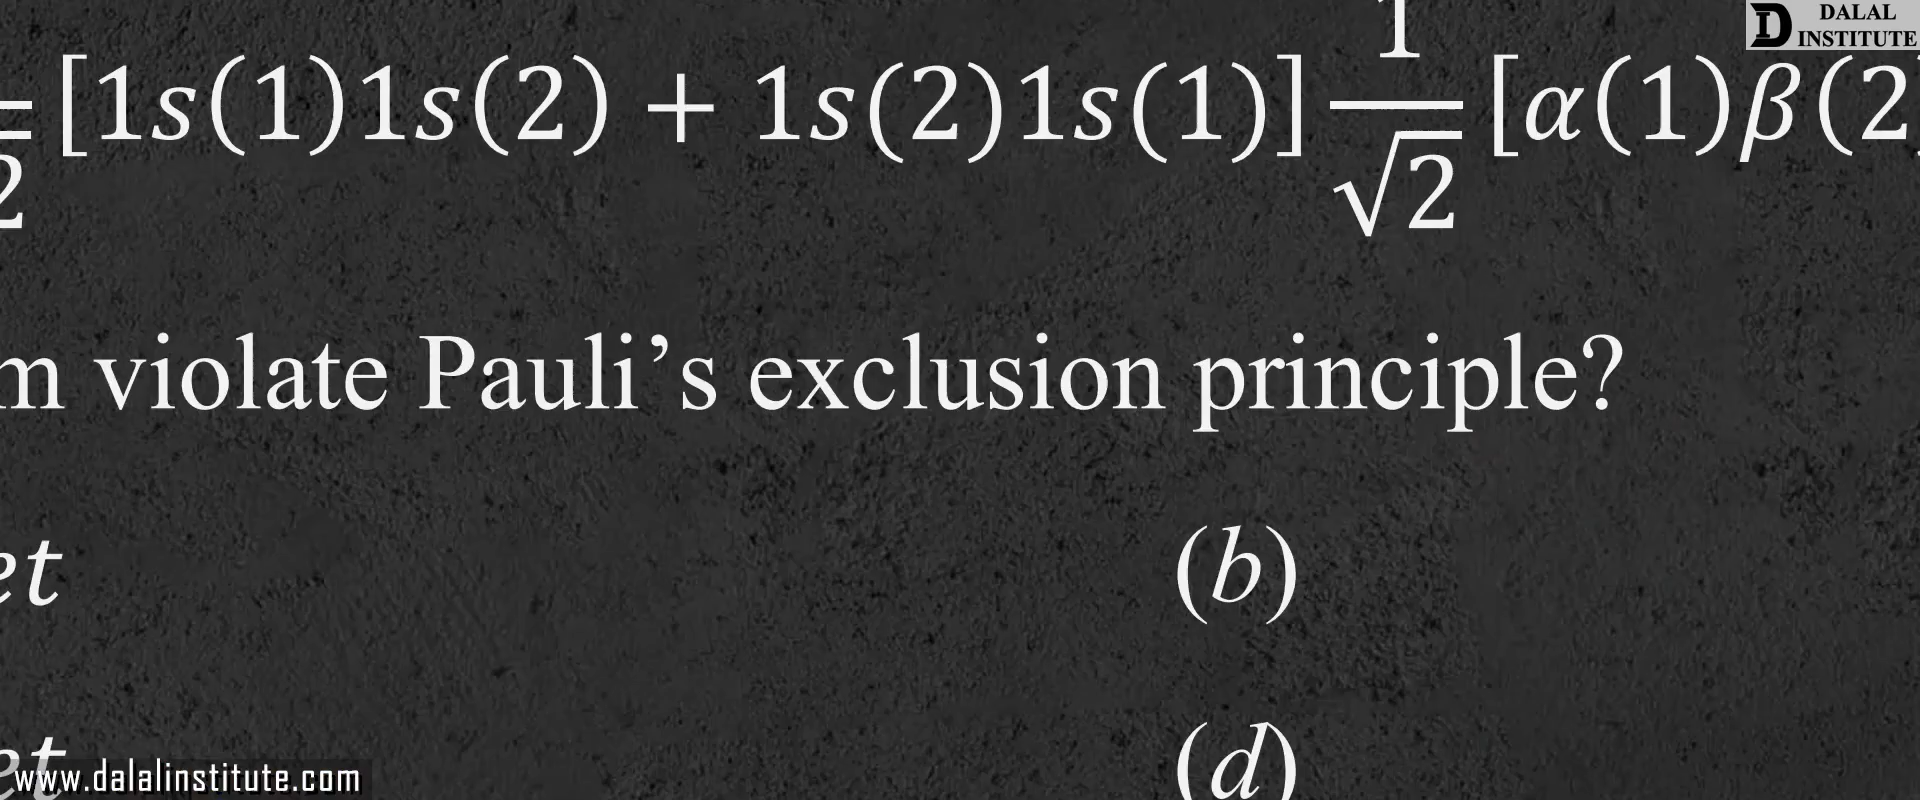 DALAL
INSTITUTE
[1s(1)1s(2) + 1s(2)1s(1)] 1/√2 [α(1)β(2
violate Pauli’s exclusion principle?
(b)
(d)
www.dalalinstitute.com